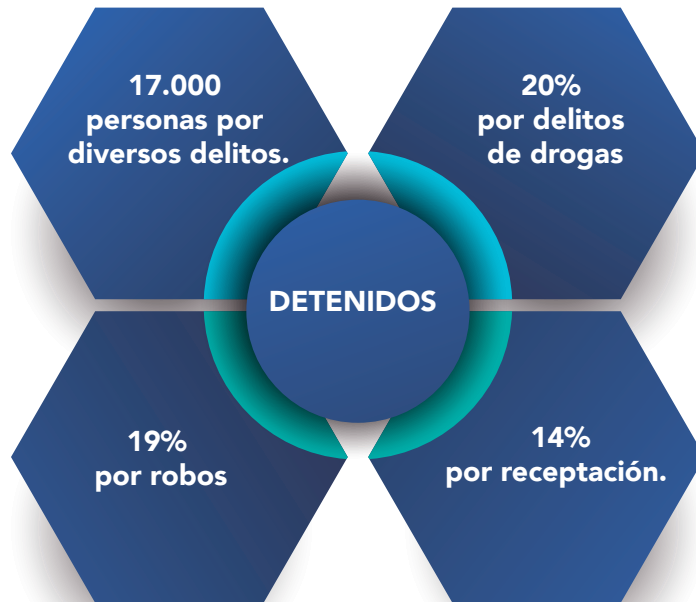 17.000
personas por
diversos delitos.
20%
por delitos
de drogas
DETENIDOS
19%
por robos
14%
por receptación.